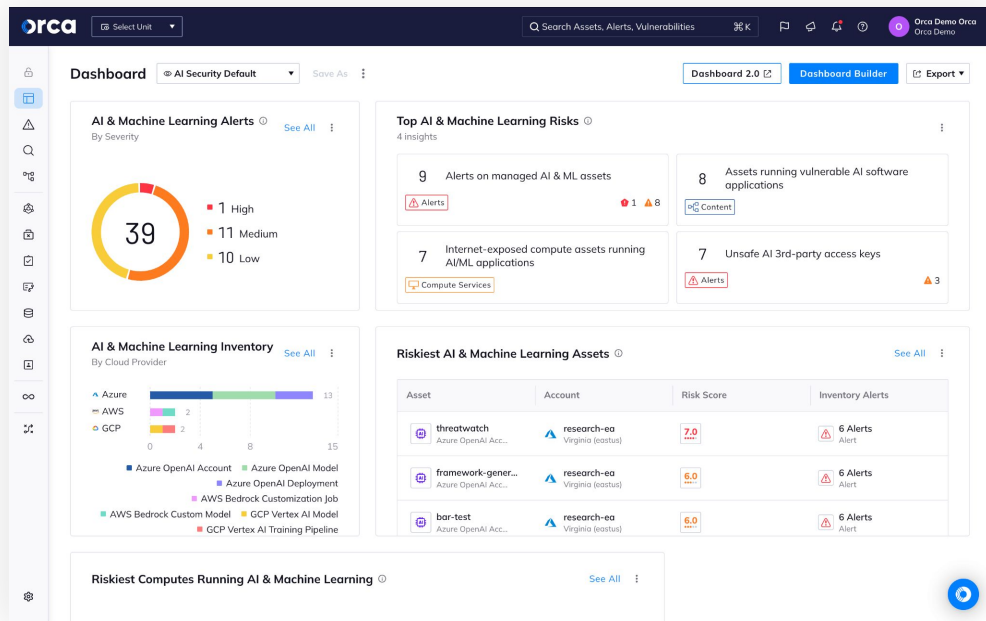 orca
Select Unit
Search Assets, Alerts, Vulnerabilities
⌘ K
O
Orca Demo Orca
Orca Demo
Dashboard
AI Security Default
Save As
Dashboard 2.0
Dashboard Builder
Export
AI & Machine Learning Alerts
By Severity
See All
39
1 High
11 Medium
10 Low
Top AI & Machine Learning Risks
4 insights
9 Alerts on managed AI & ML assets
Alerts
1
8
8 Assets running vulnerable AI software
applications
Content
7 Internet-exposed compute assets running
AI/ML applications
Compute Services
7 Unsafe AI 3rd-party access keys
Alerts
3
AI & Machine Learning Inventory
By Cloud Provider
See All
Azure 13
AWS 2
GCP 2
0 4 8 15
Azure OpenAI Account Azure OpenAI Model
Azure OpenAI Deployment
AWS Bedrock Customization Job
AWS Bedrock Custom Model GCP Vertex AI Model
GCP Vertex AI Training Pipeline
Riskiest AI & Machine Learning Assets
See All
Asset Account Risk Score Inventory Alerts
threatwatch research-ea 7.0 6 Alerts
Azure OpenAI Acc... Virginia (eastus) Alert
framework-gener... research-ea 6.0 6 Alerts
Azure OpenAI Acc... Virginia (eastus) Alert
bar-test research-ea 6.0 6 Alerts
Azure OpenAI Acc... Virginia (eastus) Alert
Riskiest Computes Running AI & Machine Learning
See All